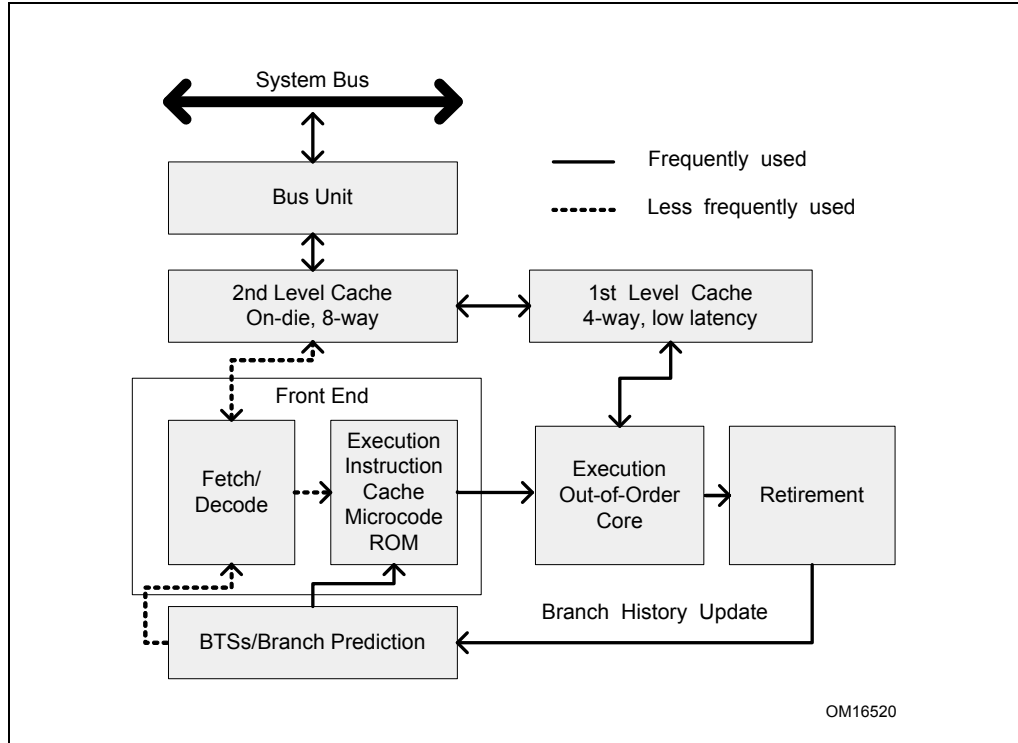 System Bus
Frequently used
Bus Unit
Less frequently used
2nd Level Cache
On-die, 8-way
1st Level Cache
4-way, low latency
Front End
Fetch/
Decode
Execution
Instruction
Cache
Microcode
ROM
Execution
Out-of-Order
Core
Retirement
Branch History Update
BTSs/Branch Prediction
OM16520